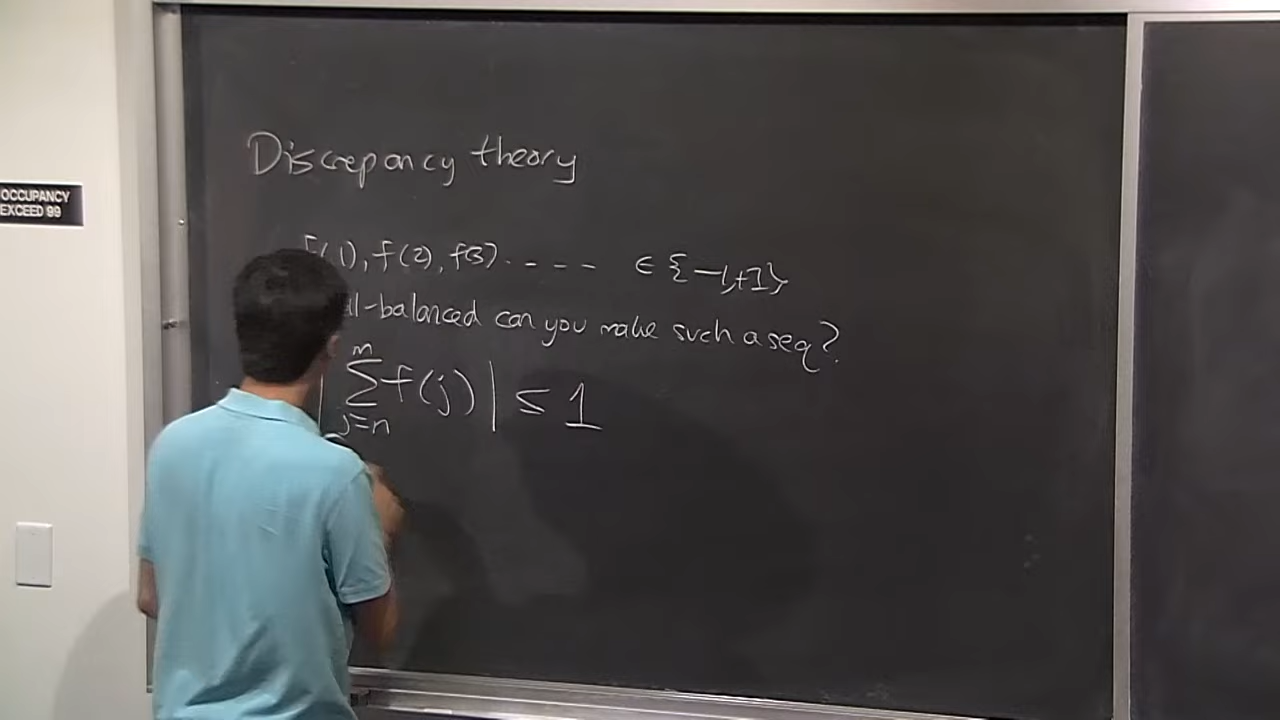 Discrepancy theory
OCCUPANCY
EXCEED 99
f(1), f(2), f(3) . - - - - ∈ {-1,+1}
-balanced can you make such a seq?
| ∑_{j=n}^{m} f(j) | ≤ 1